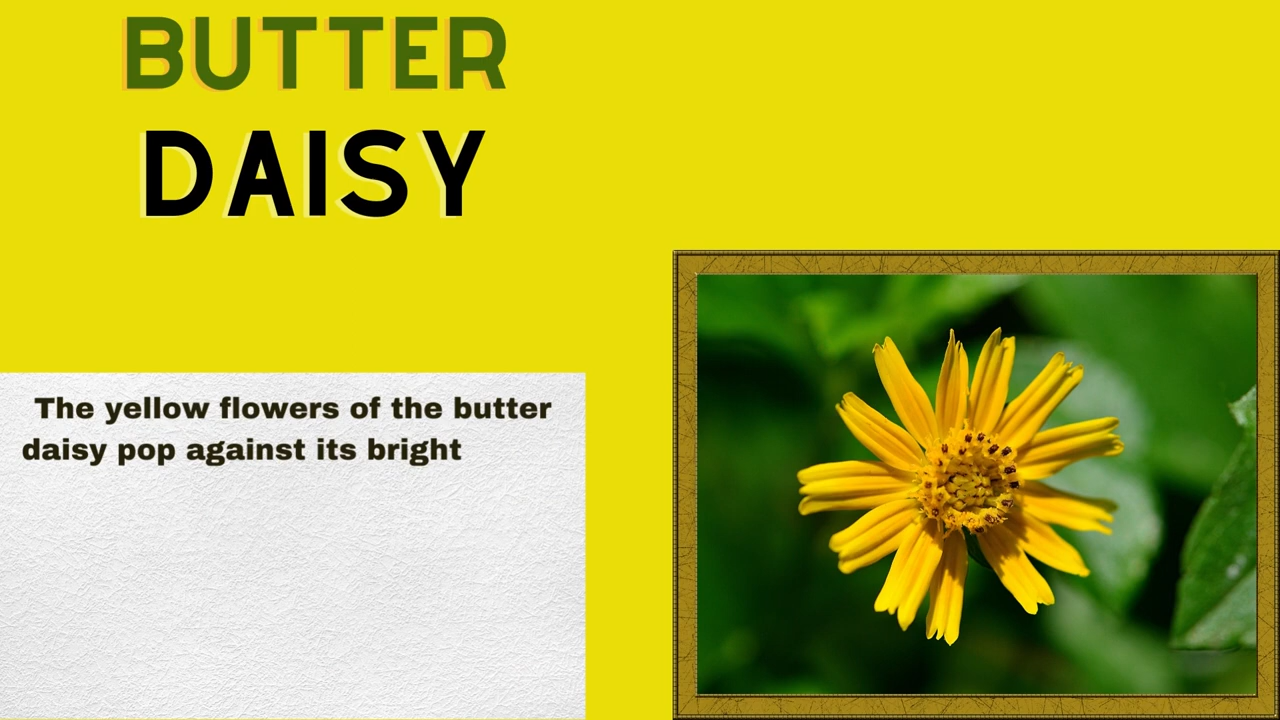 BUTTER
DAISY
The yellow flowers of the butter
daisy pop against its bright